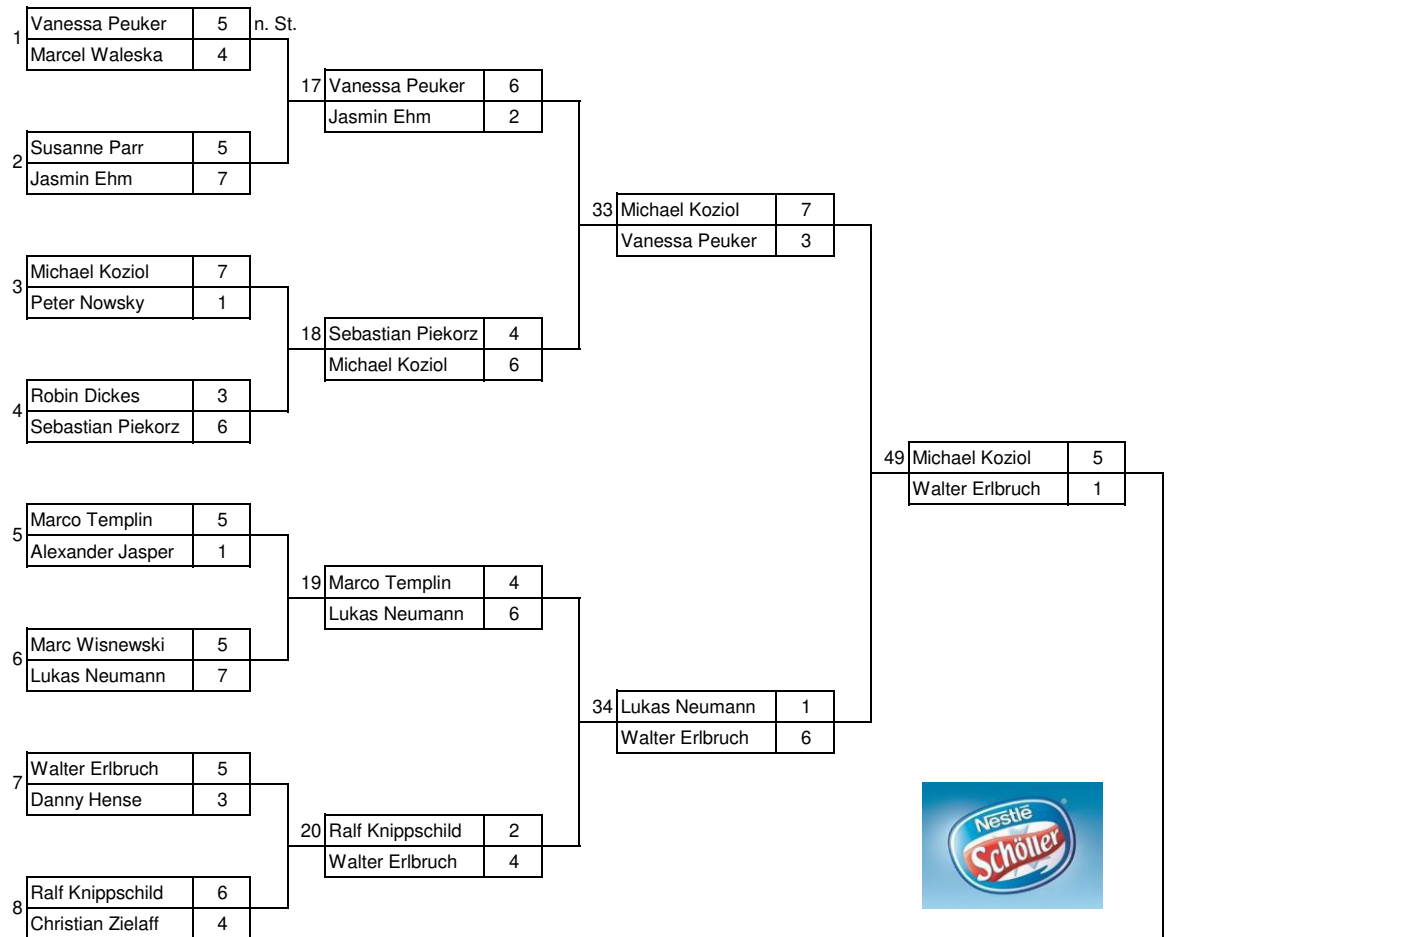 1 Vanessa Peuker 5 n. St.
Marcel Waleska 4
17 Vanessa Peuker 6
Jasmin Ehm 2
2 Susanne Parr 5
Jasmin Ehm 7
33 Michael Koziol 7
Vanessa Peuker 3
3 Michael Koziol 7
Peter Nowsky 1
18 Sebastian Piekorz 4
Michael Koziol 6
4 Robin Dickes 3
Sebastian Piekorz 6
49 Michael Koziol 5
Walter Erlbruch 1
5 Marco Templin 5
Alexander Jasper 1
19 Marco Templin 4
Lukas Neumann 6
6 Marc Wisnewski 5
Lukas Neumann 7
34 Lukas Neumann 1
Walter Erlbruch 6
7 Walter Erlbruch 5
Danny Hense 3
20 Ralf Knippschild 2
Walter Erlbruch 4
Nestlé
Schöller
8 Ralf Knippschild 6
Christian Zielaff 4